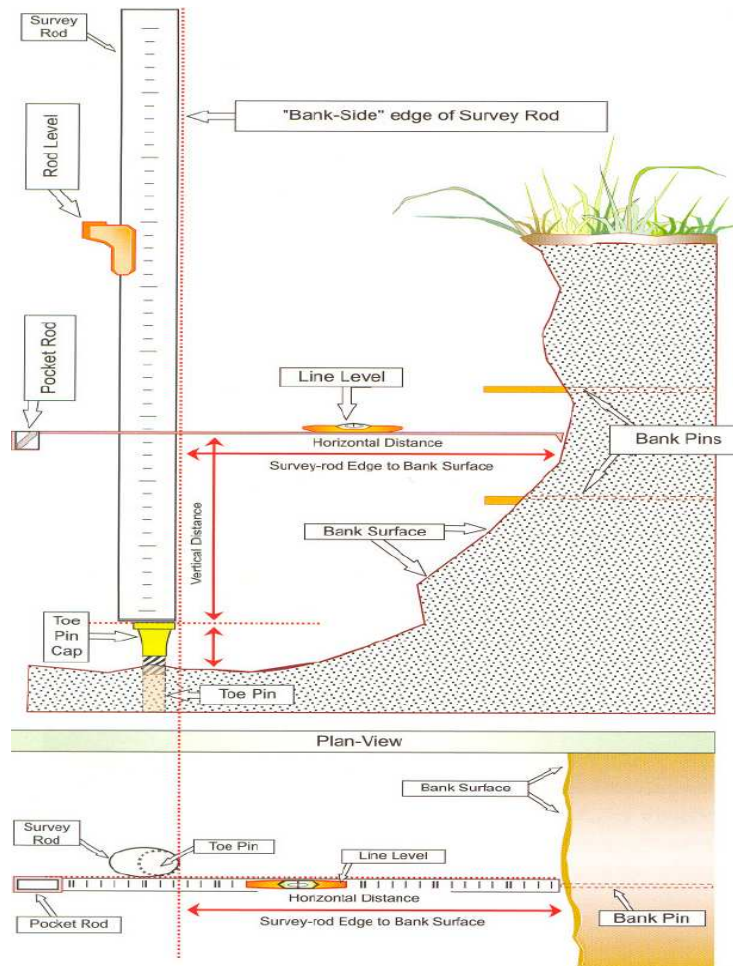 Survey
Rod
"Bank-Side" edge of Survey Rod
Rod Level
Pocket Rod
Line Level
Horizontal Distance
Bank Pins
Survey-rod Edge to Bank Surface
Vertical Distance
Bank Surface
Toe
Pin
Cap
Toe Pin
Plan-View
Bank Surface
Survey
Rod
Toe Pin
Line Level
Horizontal Distance
Pocket Rod
Survey-rod Edge to Bank Surface
Bank Pin